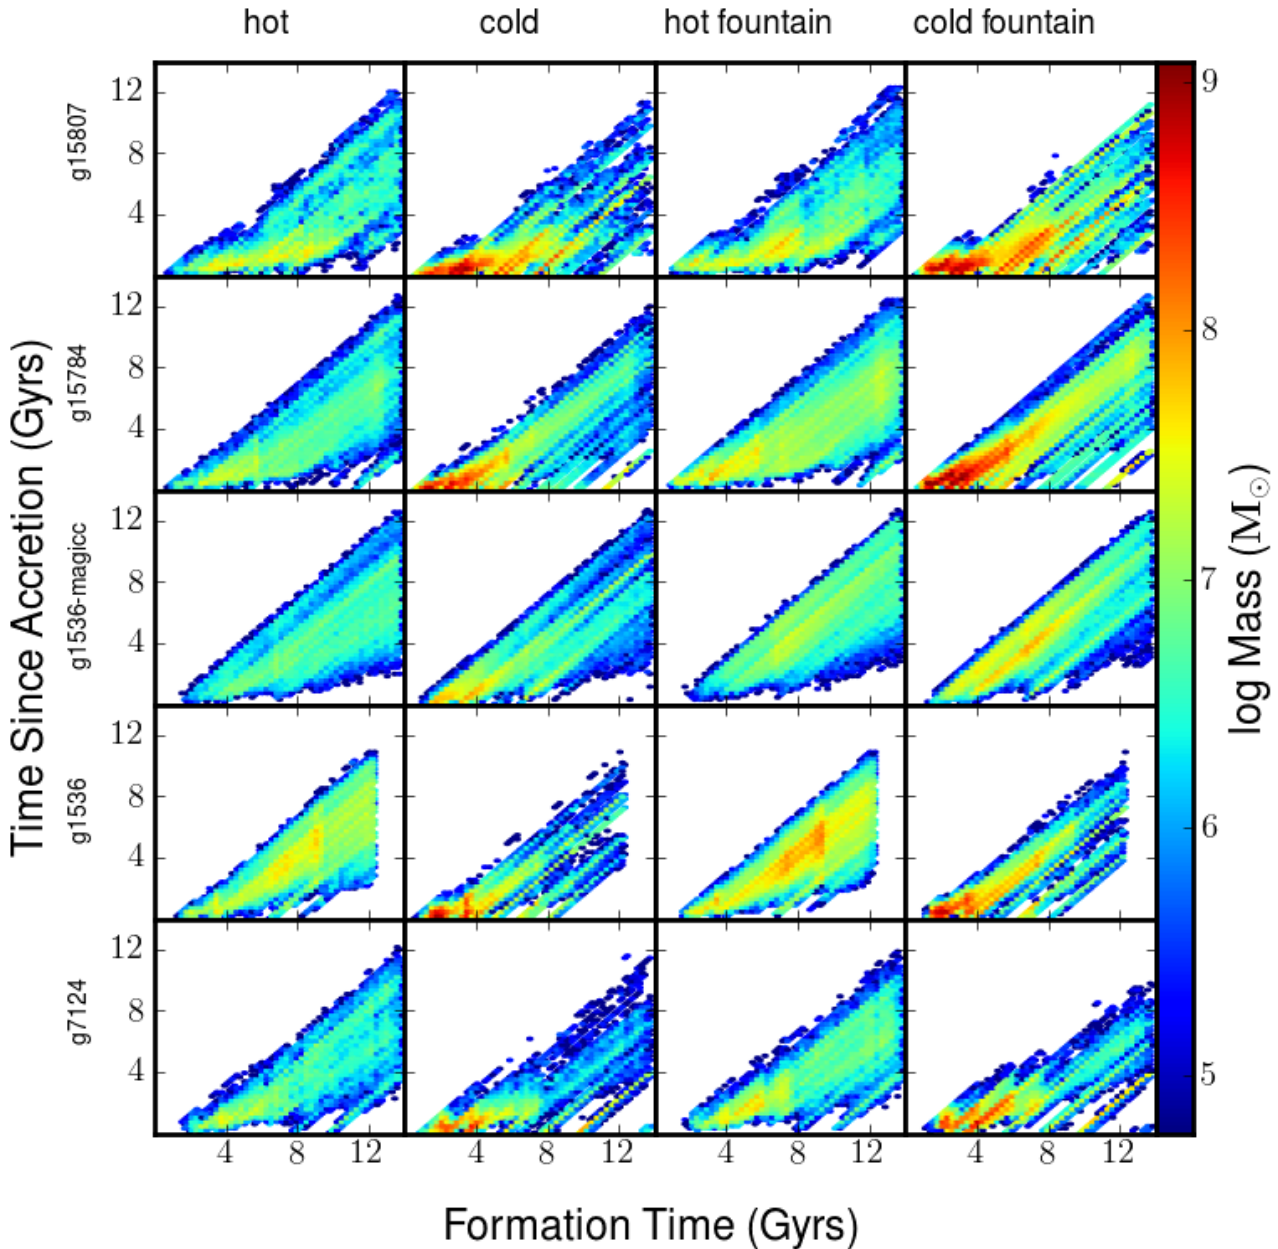 hot cold hot fountain cold fountain
g15807
12
8
4
g15784
12
8
4
g1536-magicc
12
8
4
g1536
12
8
4
g7124
12
8
4
Time Since Accretion (Gyrs)
4 8 12 4 8 12 4 8 12 4 8 12
Formation Time (Gyrs)
9
8
7
6
5
log Mass (M⊙)